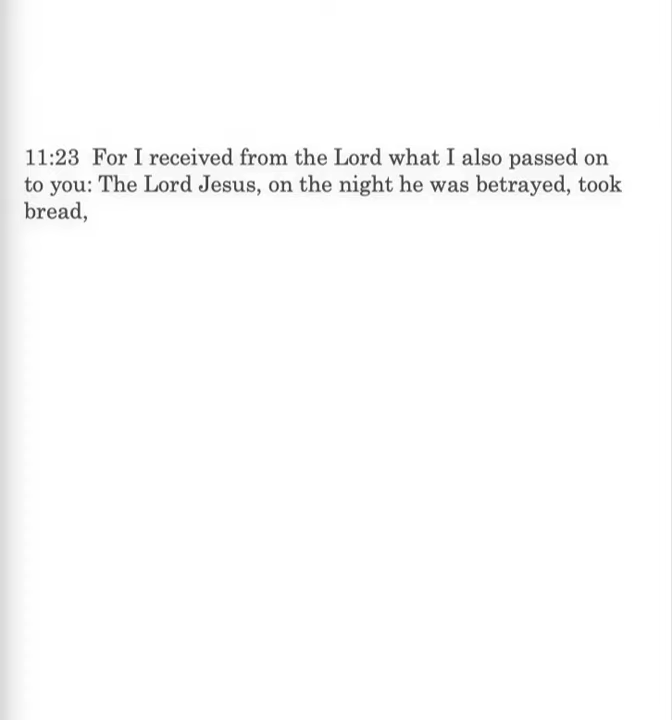 11:23 For I received from the Lord what I also passed on
to you: The Lord Jesus, on the night he was betrayed, took
bread,